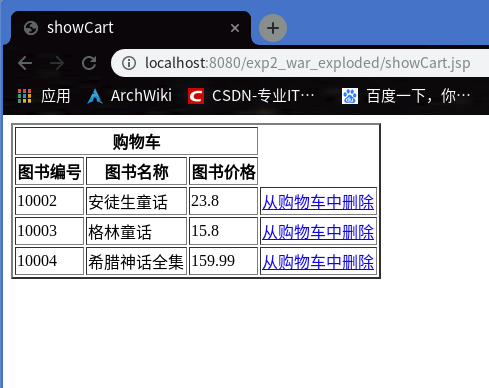 showCart
localhost:8080/exp2_war_exploded/showCart.jsp
应用 ArchWiki CSDN-专业IT… 百度一下，你…
购物车
图书编号 图书名称 图书价格
10002 安徒生童话 23.8 从购物车中删除
10003 格林童话 15.8 从购物车中删除
10004 希腊神话全集 159.99 从购物车中删除